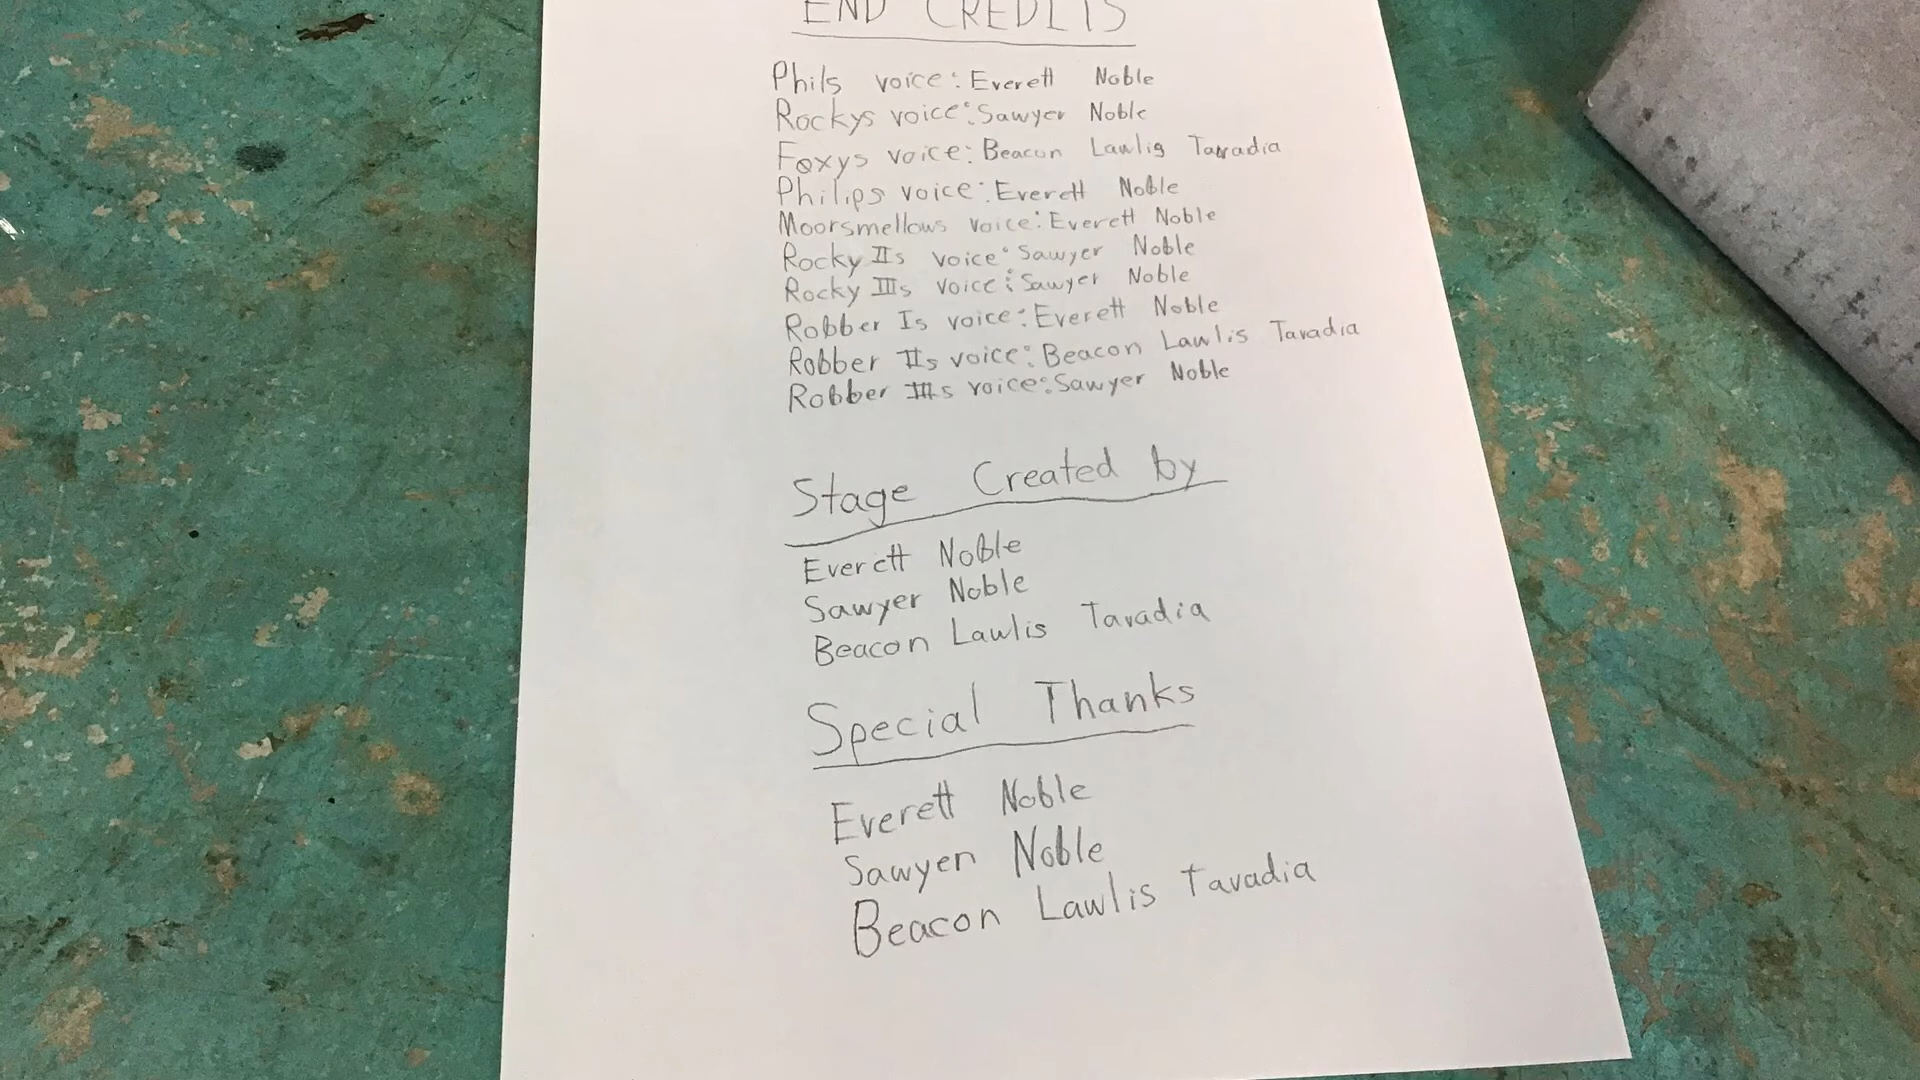 END CREDITS
Phils voice: Everett Noble
Rockys voice: Sawyer Noble
Foxys voice: Beacon Lawlis Tavadia
Philips voice: Everett Noble
Moorsmellows voice: Everett Noble
Rocky IIs voice: Sawyer Noble
Rocky IIIs voice: Sawyer Noble
Robber Is voice: Everett Noble
Robber IIs voice: Beacon Lawlis Tavadia
Robber IIIs voice: Sawyer Noble
Stage Created by
Everett Noble
Sawyer Noble
Beacon Lawlis Tavadia
Special Thanks
Everett Noble
Sawyer Noble
Beacon Lawlis Tavadia